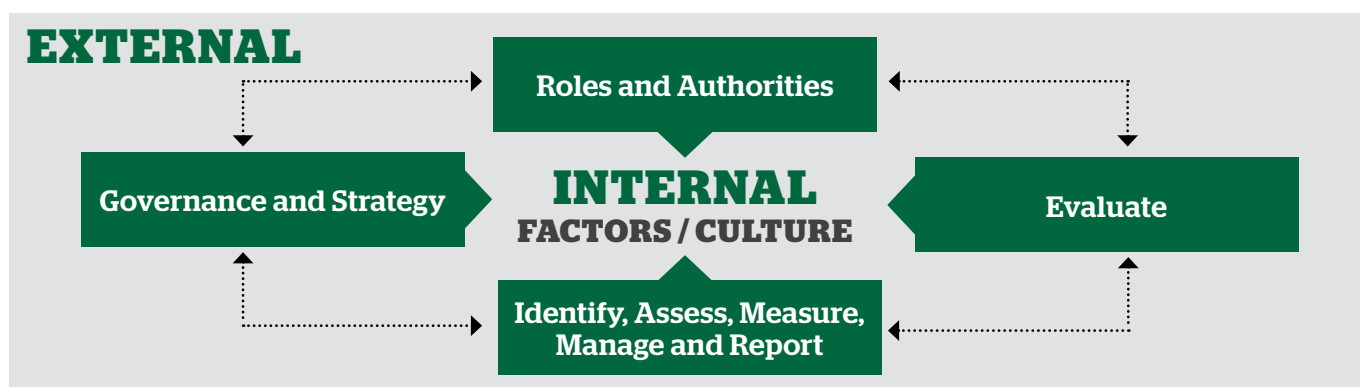 EXTERNAL
Roles and Authorities
Governance and Strategy
INTERNAL
FACTORS / CULTURE
Evaluate
Identify, Assess, Measure,
Manage and Report